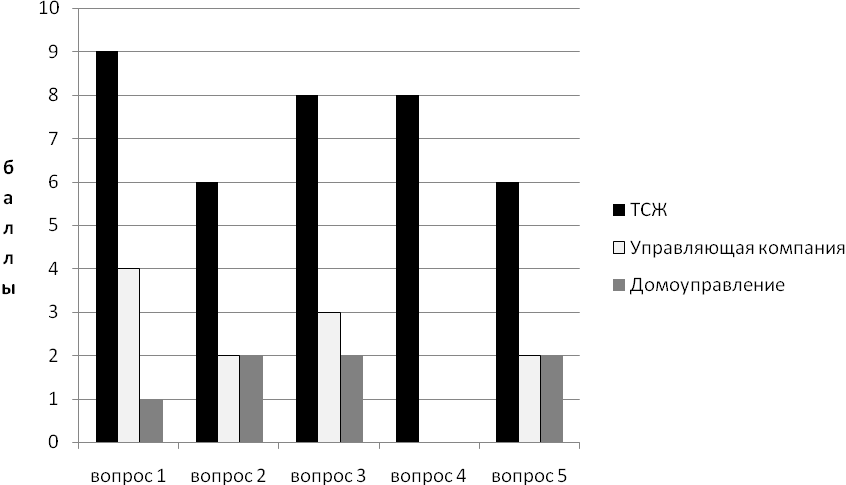 10
9
8
7
6
5
4
3
2
1
0
баллы
вопрос 1
вопрос 2
вопрос 3
вопрос 4
вопрос 5
ТСЖ
Управляющая компания
Домоуправление